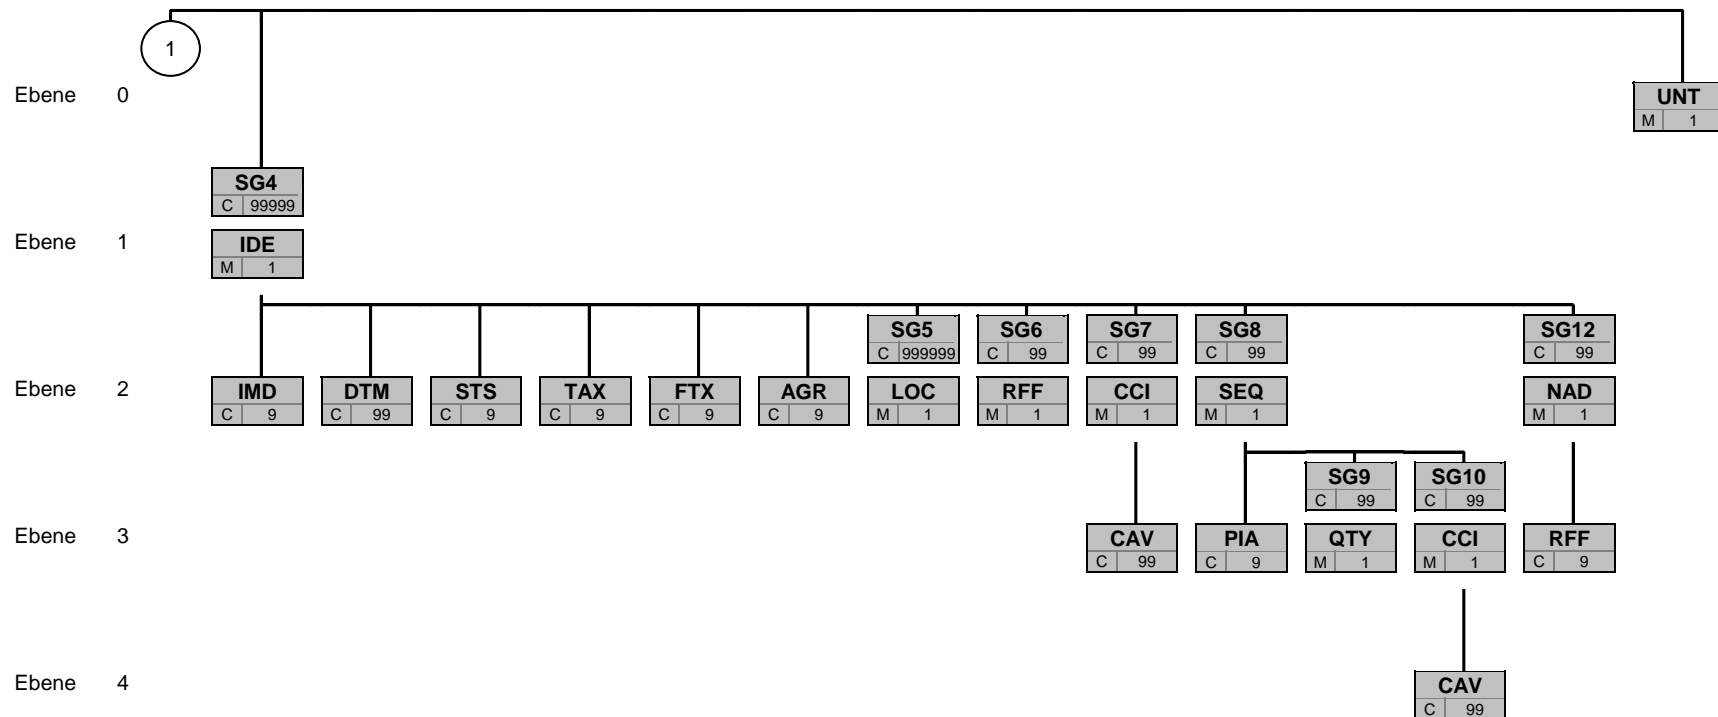 1
Ebene 0
UNT
M 1
SG4
C 99999
Ebene 1
IDE
M 1
SG5 SG6 SG7 SG8 SG12
C 999999 C 99 C 99 C 99 C 99
Ebene 2
IMD DTM STS TAX FTX AGR LOC RFF CCI SEQ NAD
C 9 C 99 C 9 C 9 C 9 C 9 M 1 M 1 M 1 M 1 M 1
SG9 SG10
C 99 C 99
Ebene 3
CAV PIA QTY CCI RFF
C 99 C 9 M 1 M 1 C 9
Ebene 4
CAV
C 99